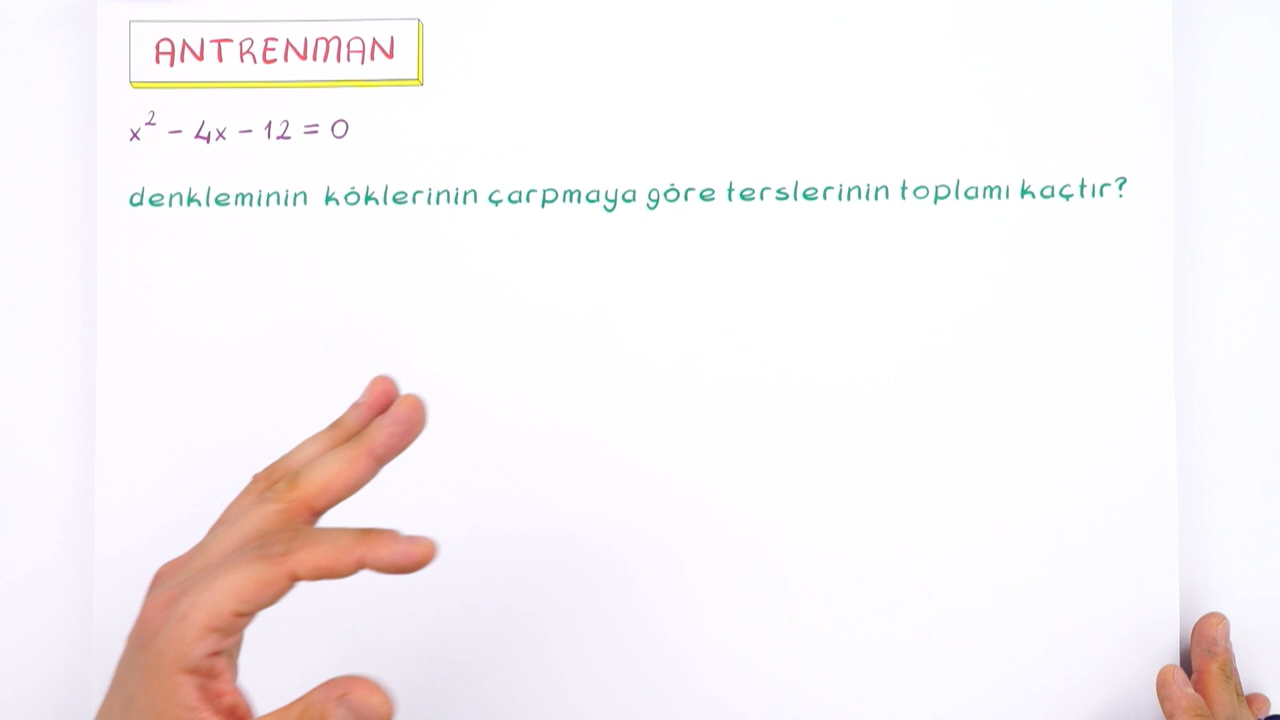 ANTRENMAN
x² - 4x - 12 = 0
denkleminin köklerinin çarpmaya göre terslerinin toplamı kaçtır?